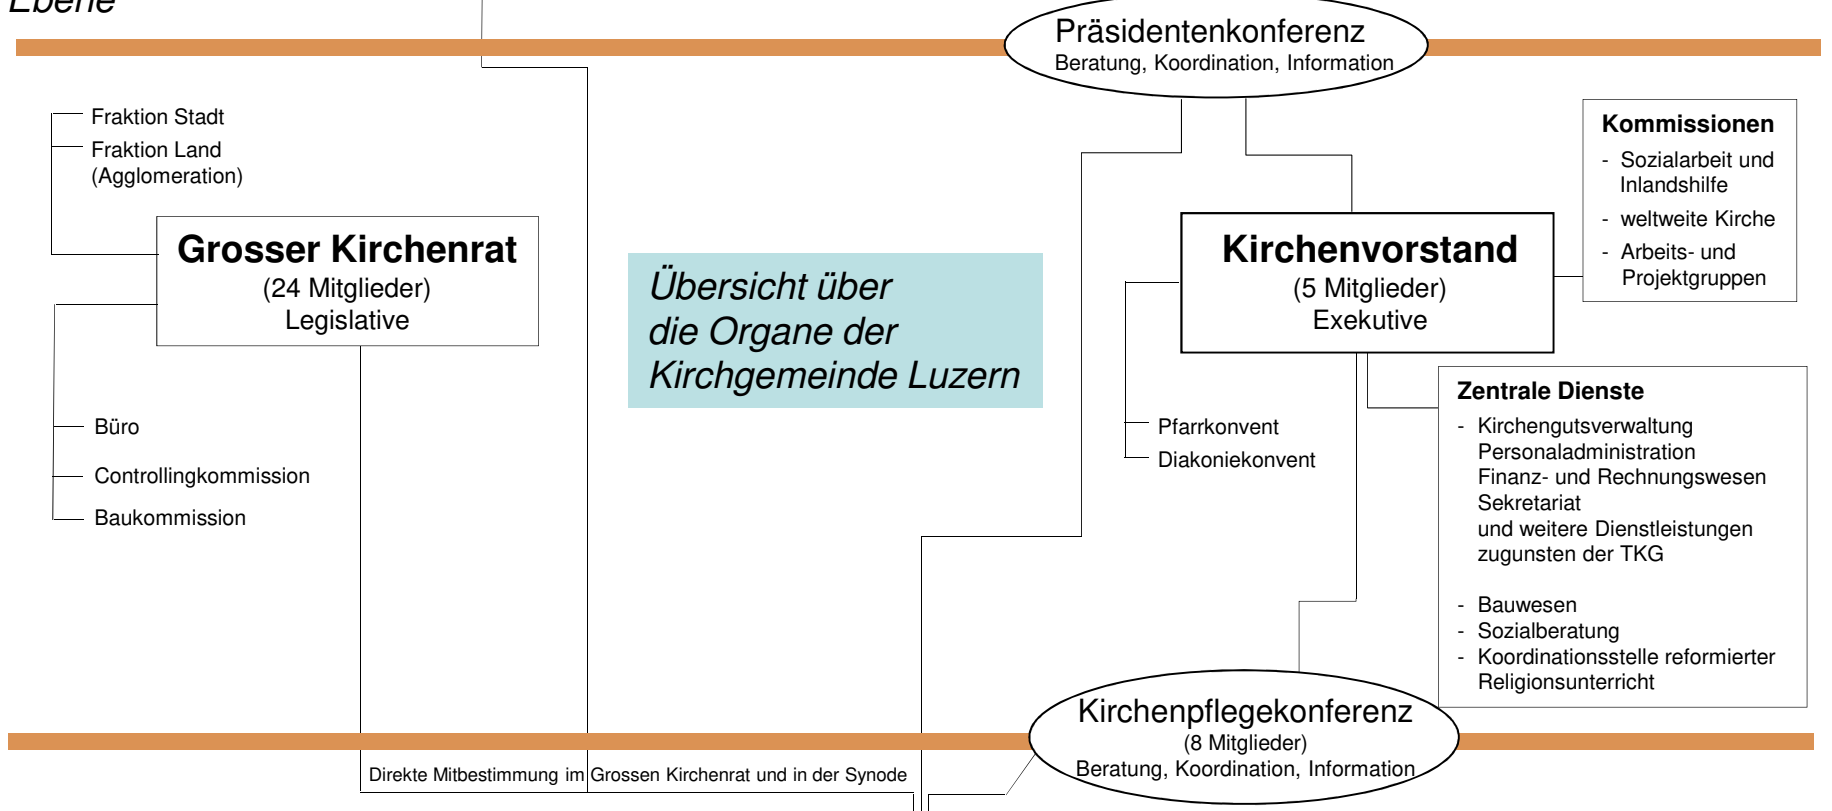 Ebene
Präsidentenkonferenz
Beratung, Koordination, Information
Fraktion Stadt
Fraktion Land
(Agglomeration)
Grosser Kirchenrat
(24 Mitglieder)
Legislative
Büro
Controllingkommission
Baukommission
Übersicht über
die Organe der
Kirchgemeinde Luzern
Kirchenvorstand
(5 Mitglieder)
Exekutive
Pfarrkonvent
Diakoniekonvent
Kommissionen
- Sozialarbeit und
Inlandshilfe
- weltweite Kirche
- Arbeits- und
Projektgruppen
Zentrale Dienste
- Kirchengutsverwaltung
Personaladministration
Finanz- und Rechnungswesen
Sekretariat
und weitere Dienstleistungen
zugunsten der TKG
- Bauwesen
- Sozialberatung
- Koordinationsstelle reformierter
Religionsunterricht
Kirchenpflegekonferenz
(8 Mitglieder)
Beratung, Koordination, Information
Direkte Mitbestimmung im Grossen Kirchenrat und in der Synode